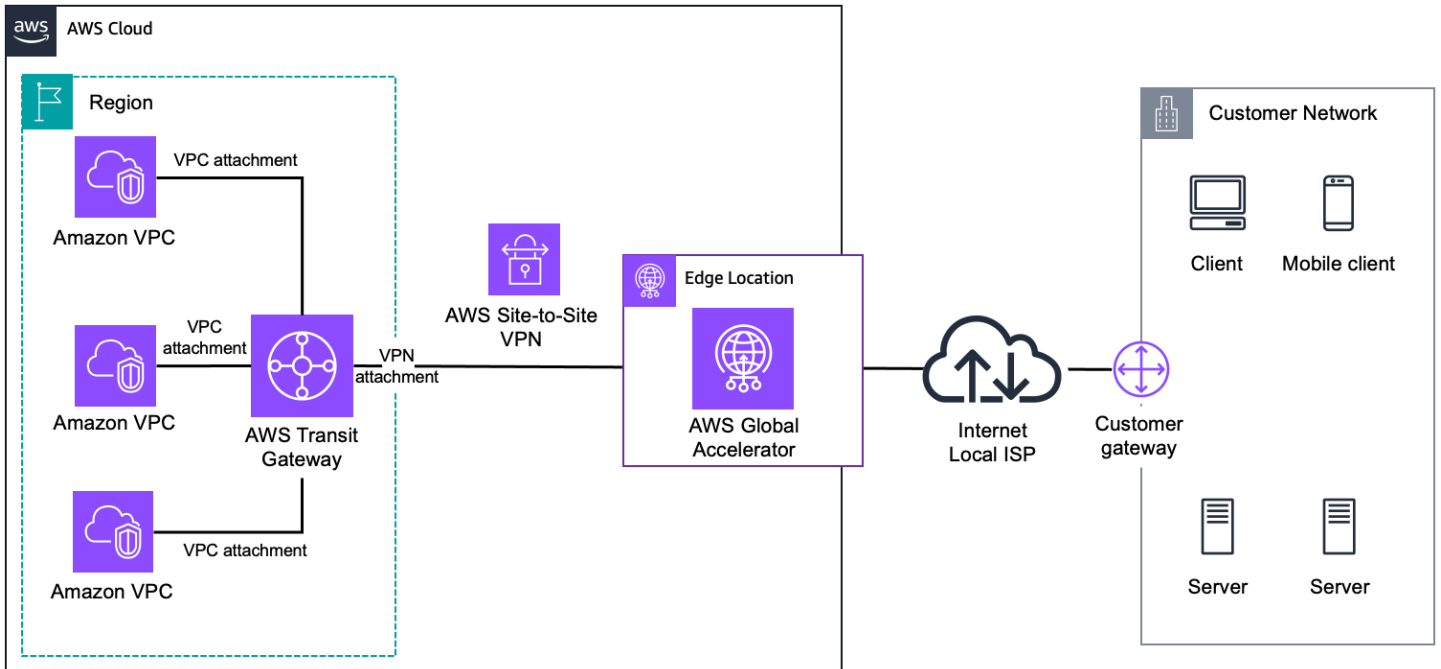 aws
AWS Cloud
Region
VPC attachment
Amazon VPC
VPC
attachment
Amazon VPC
VPN
attachment
AWS Transit
Gateway
VPC attachment
Amazon VPC
AWS Site-to-Site
VPN
Edge Location
AWS Global
Accelerator
Internet
Local ISP
Customer
gateway
Customer Network
Client
Mobile client
Server
Server